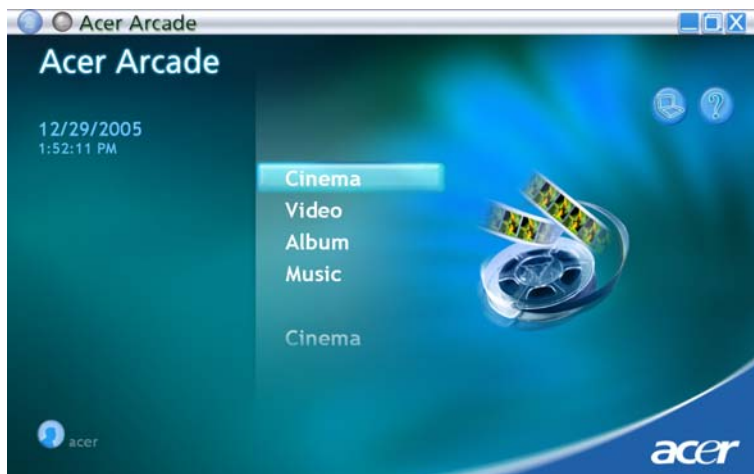 Acer Arcade
Acer Arcade
12/29/2005
1:52:11 PM
?
Cinema
Video
Album
Music
Cinema
acer
acer